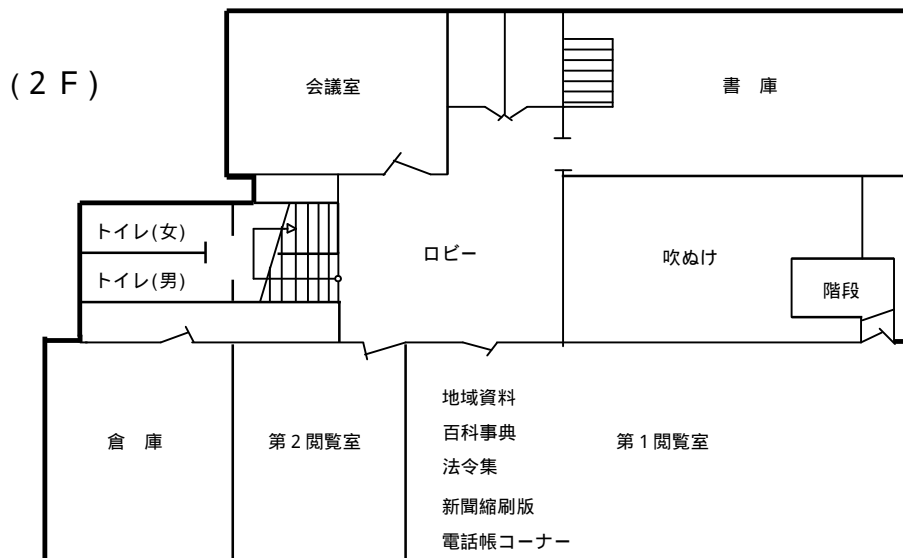 (２Ｆ)
会議室
書　庫
トイレ(女)
トイレ(男)
ロビー
吹ぬけ
階段
倉　庫
第２閲覧室
地域資料
百科事典
法令集
新聞縮刷版
電話帳コーナー
第１閲覧室